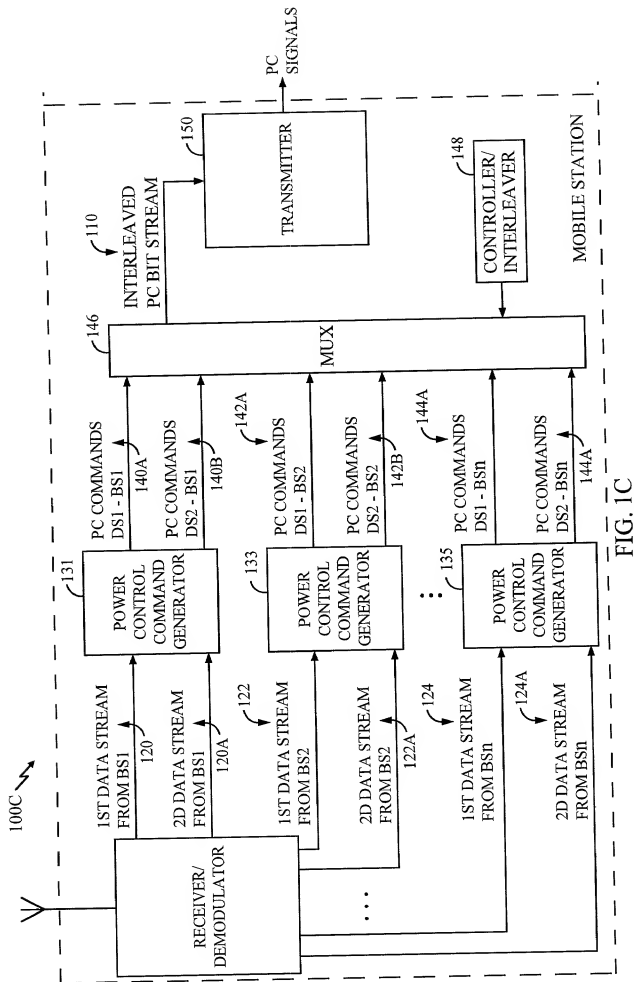 100C
RECEIVER/
DEMODULATOR
1ST DATA STREAM
FROM BS1
120
2D DATA STREAM
FROM BS1
120A
122
1ST DATA STREAM
FROM BS2
2D DATA STREAM
FROM BS2
122A
...
124
1ST DATA STREAM
FROM BSn
124A
2D DATA STREAM
FROM BSn
131
POWER
CONTROL
COMMAND
GENERATOR
133
POWER
CONTROL
COMMAND
GENERATOR
...
135
POWER
CONTROL
COMMAND
GENERATOR
PC COMMANDS
DS1 - BS1
140A
PC COMMANDS
DS2 - BS1
140B
142A
PC COMMANDS
DS1 - BS2
PC COMMANDS
DS2 - BS2
142B
144A
PC COMMANDS
DS1 - BSn
PC COMMANDS
DS2 - BSn
144A
146
MUX
110
INTERLEAVED
PC BIT STREAM
150
TRANSMITTER
PC
SIGNALS
148
CONTROLLER/
INTERLEAVER
MOBILE STATION
FIG. 1C